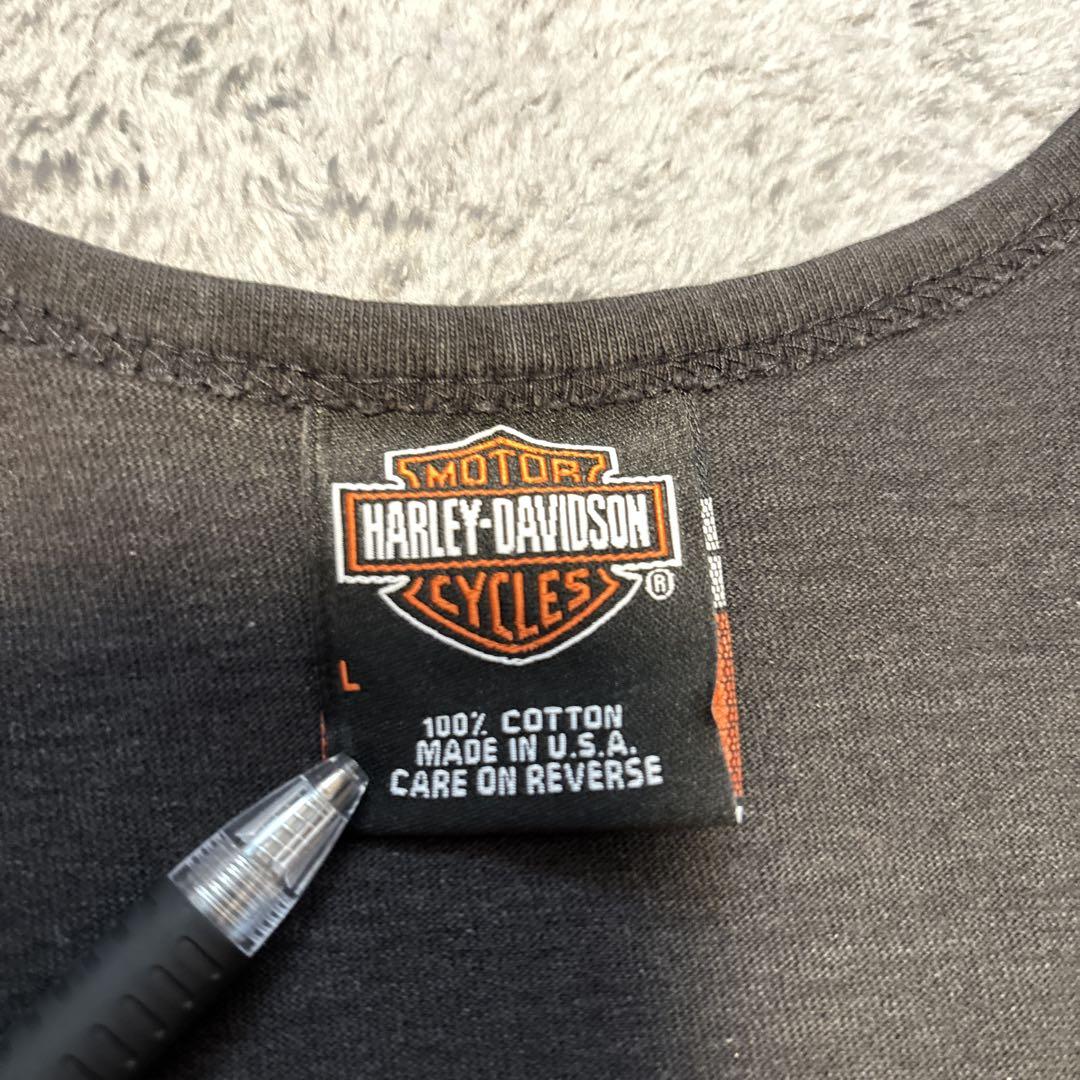 MOTOR
HARLEY-DAVIDSON
CYCLES
®
L
100% COTTON
MADE IN U.S.A.
CARE ON REVERSE